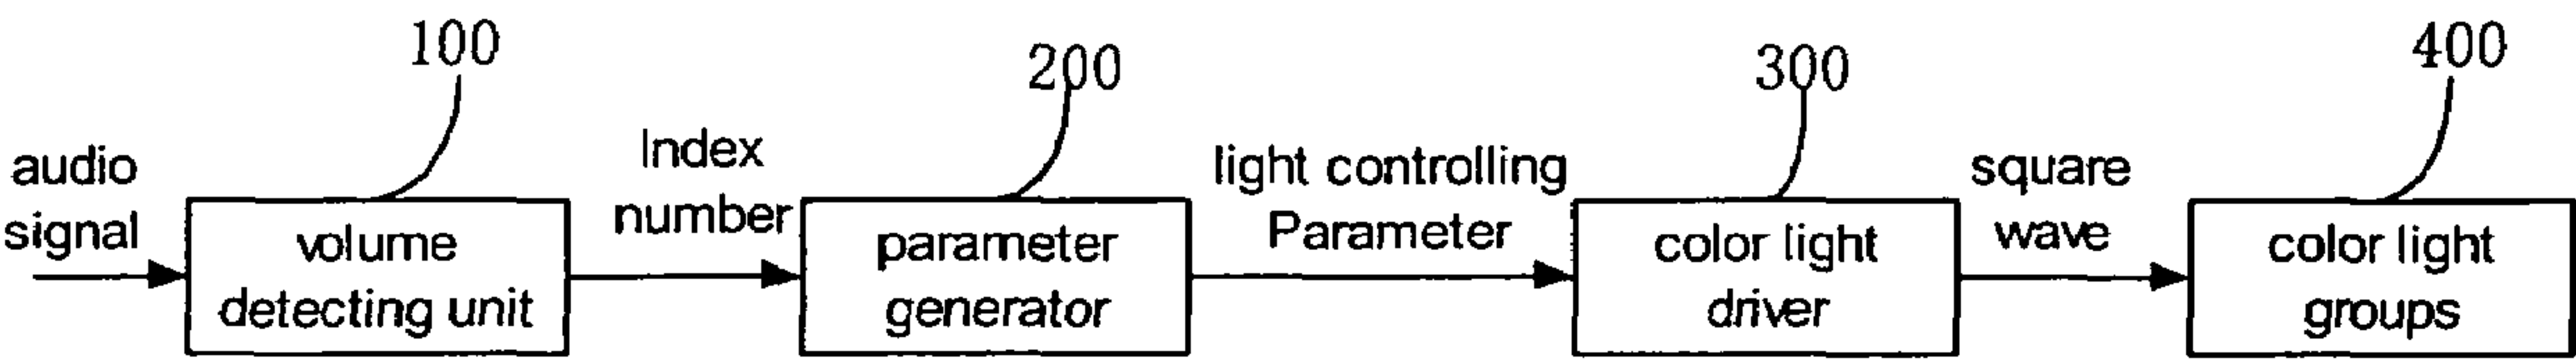 100
200
300
400
audio
signal
Index
number
light controlling
Parameter
square
wave
volume
detecting unit
parameter
generator
color light
driver
color light
groups